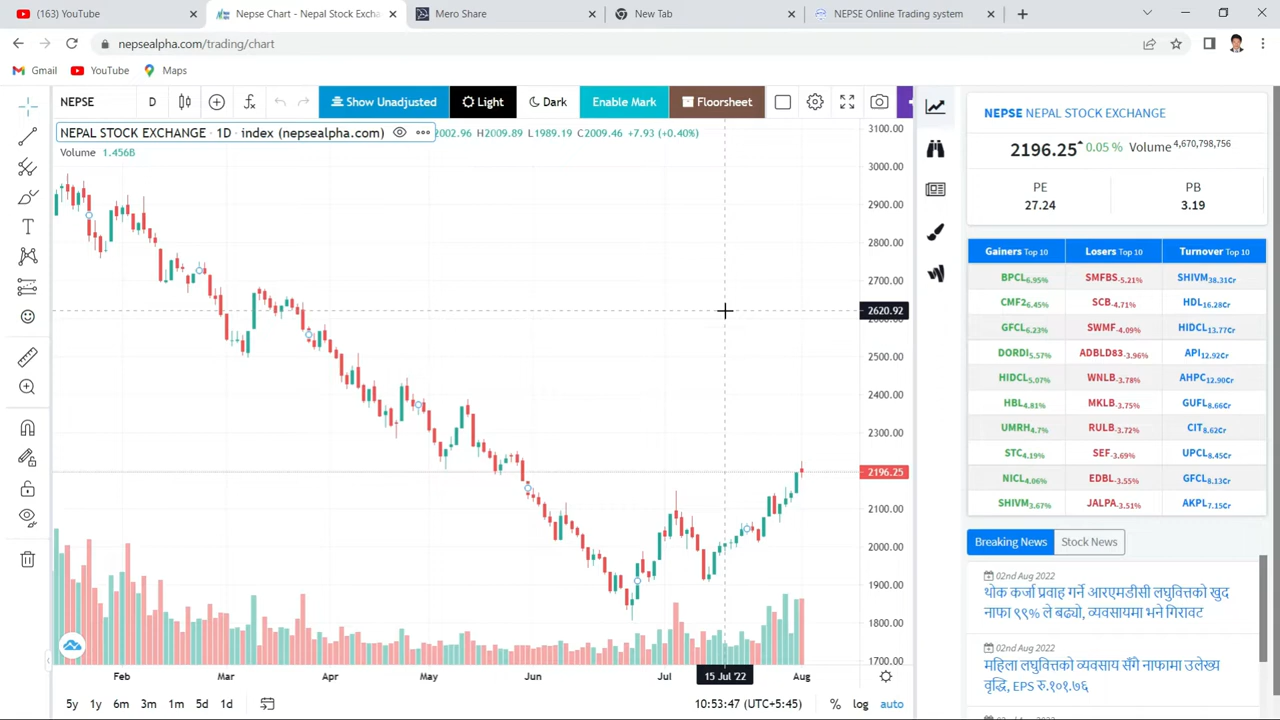 (163) YouTube
Nepse Chart - Nepal Stock Excha
Mero Share
New Tab
NEPSE Online Trading system
nepsealpha.com/trading/chart
Gmail YouTube Maps
NEPSE D Show Unadjusted Light Dark Enable Mark Floorsheet
NEPAL STOCK EXCHANGE · 1D · index (nepsealpha.com) 2002.96 H2009.89 L1989.19 C2009.46 +7.93 (+0.40%)
Volume 1.456B
3100.00
3000.00
2900.00
2800.00
2700.00
2620.92
2500.00
2400.00
2300.00
2196.25
2100.00
2000.00
1900.00
1800.00
1700.00
Feb Mar Apr May Jun Jul 15 Jul '22 Aug
5y 1y 6m 3m 1m 5d 1d 10:53:47 (UTC+5:45) % log auto
NEPSE NEPAL STOCK EXCHANGE
2196.25 0.05 % Volume 4,670,798,756
PE PB
27.24 3.19
Gainers Top 10 Losers Top 10 Turnover Top 10
BPCL 6.95% SMFBS -5.21% SHIVM 38.31Cr
CMF2 6.45% SCB -4.71% HDL 16.28Cr
GFCL 6.23% SWMF -4.09% HIDCL 13.77Cr
DORDI 5.57% ADBLD83 -3.96% API 12.92Cr
HIDCL 5.07% WNLB -3.78% AHPC 12.90Cr
HBL 4.81% MKLB -3.75% GUFL 8.66Cr
UMRH 4.7% RULB -3.72% CIT 8.62Cr
STC 4.19% SEF -3.69% UPCL 8.45Cr
NICL 4.06% EDBL -3.55% GFCL 8.13Cr
SHIVM 3.67% JALPA -3.51% AKPL 7.15Cr
Breaking News Stock News
02nd Aug 2022
थोक कर्जा प्रवाह गर्ने आरएमडीसी लघुवित्तको खुद
नाफा ९९% ले बढ्यो, व्यवसायमा भने गिरावट
02nd Aug 2022
महिला लघुवित्तको व्यवसाय सँगै नाफामा उलेख्य
वृद्धि, EPS रु.१०१.७६